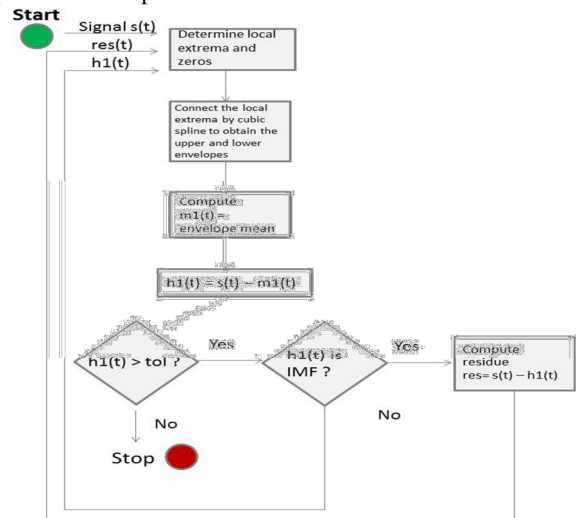 Start
Signal s(t)
res(t)
h1(t)
Determine local
extrema and
zeros
Connect the local
extrema by cubic
spline to obtain the
upper and lower
envelopes
Compute
m1(t) =
envelope mean
h1(t) = s(t) – m1(t)
h1(t) > tol ?
Yes
h1(t) is
IMF ?
Yes
Compute
residue
res= s(t) – h1(t)
No
No
Stop